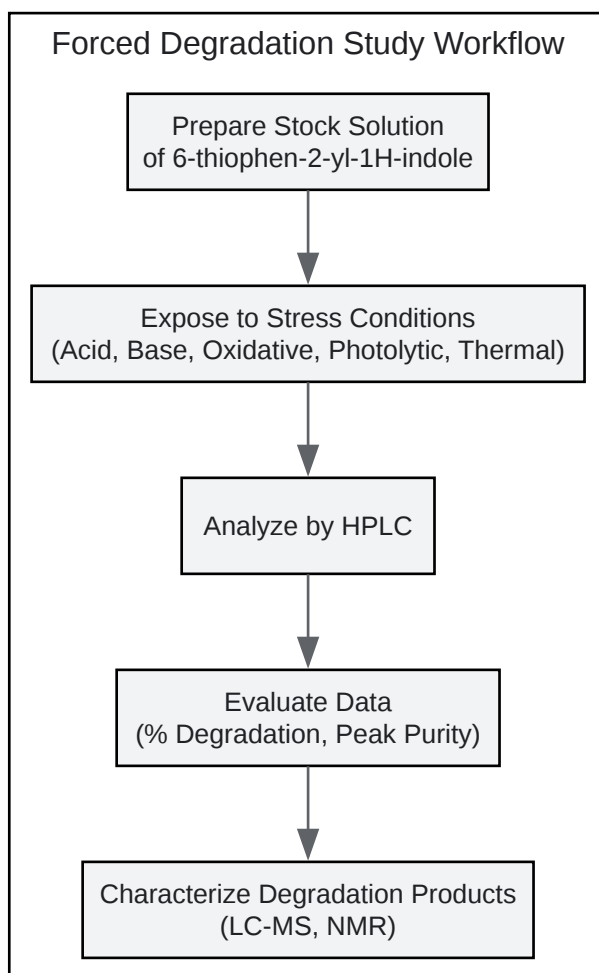 Forced Degradation Study Workflow
Prepare Stock Solution
of 6-thiophen-2-yl-1H-indole
Expose to Stress Conditions
(Acid, Base, Oxidative, Photolytic, Thermal)
Analyze by HPLC
Evaluate Data
(% Degradation, Peak Purity)
Characterize Degradation Products
(LC-MS, NMR)